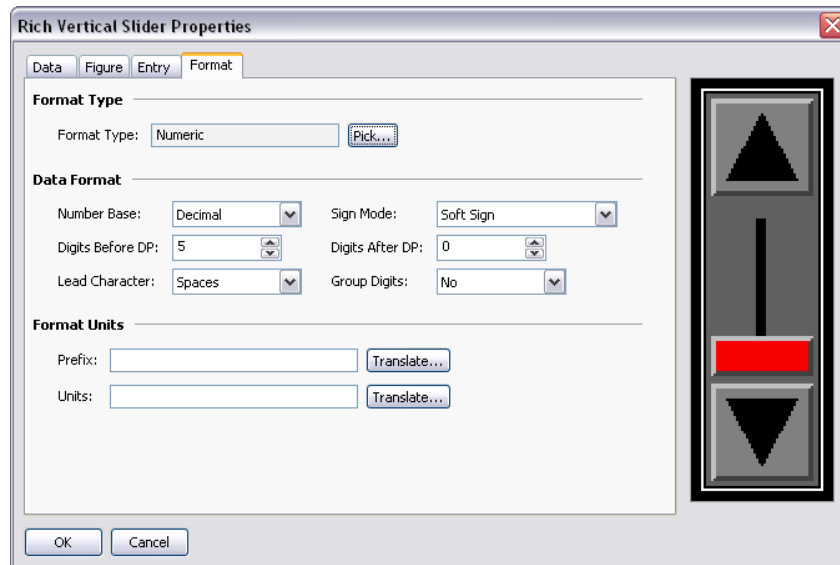 Rich Vertical Slider Properties
Data Figure Entry Format
Format Type
Format Type: Numeric Pick...
Data Format
Number Base: Decimal Sign Mode: Soft Sign
Digits Before DP: 5 Digits After DP: 0
Lead Character: Spaces Group Digits: No
Format Units
Prefix: Translate...
Units: Translate...
OK Cancel